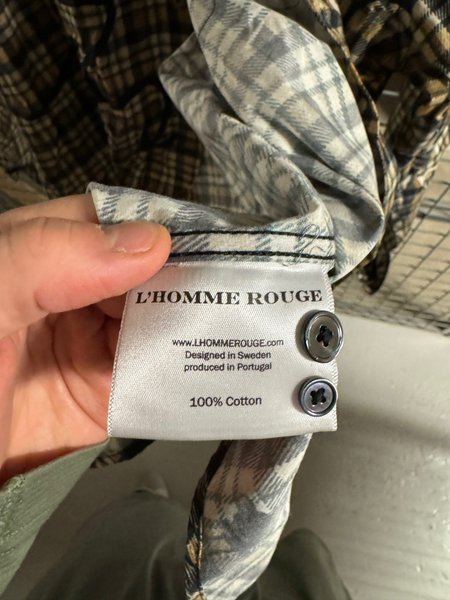 L'HOMME ROUGE
www.LHOMMEROUGE.com
Designed in Sweden
produced in Portugal
100% Cotton